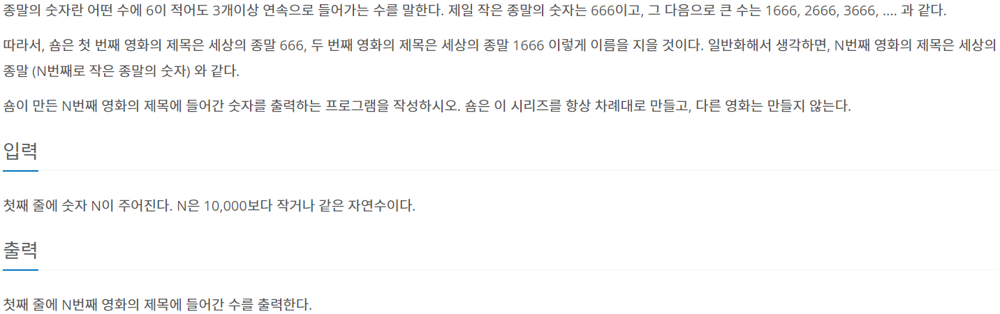 종말의 숫자란 어떤 수에 6이 적어도 3개이상 연속으로 들어가는 수를 말한다. 제일 작은 종말의 숫자는 666이고, 그 다음으로 큰 수는 1666, 2666, 3666, .... 과 같다.
따라서, 숌은 첫 번째 영화의 제목은 세상의 종말 666, 두 번째 영화의 제목은 세상의 종말 1666 이렇게 이름을 지을 것이다. 일반화해서 생각하면, N번째 영화의 제목은 세상의
종말 (N번째로 작은 종말의 숫자) 와 같다.
숌이 만든 N번째 영화의 제목에 들어간 숫자를 출력하는 프로그램을 작성하시오. 숌은 이 시리즈를 항상 차례대로 만들고, 다른 영화는 만들지 않는다.
입력
첫째 줄에 숫자 N이 주어진다. N은 10,000보다 작거나 같은 자연수이다.
출력
첫째 줄에 N번째 영화의 제목에 들어간 수를 출력한다.